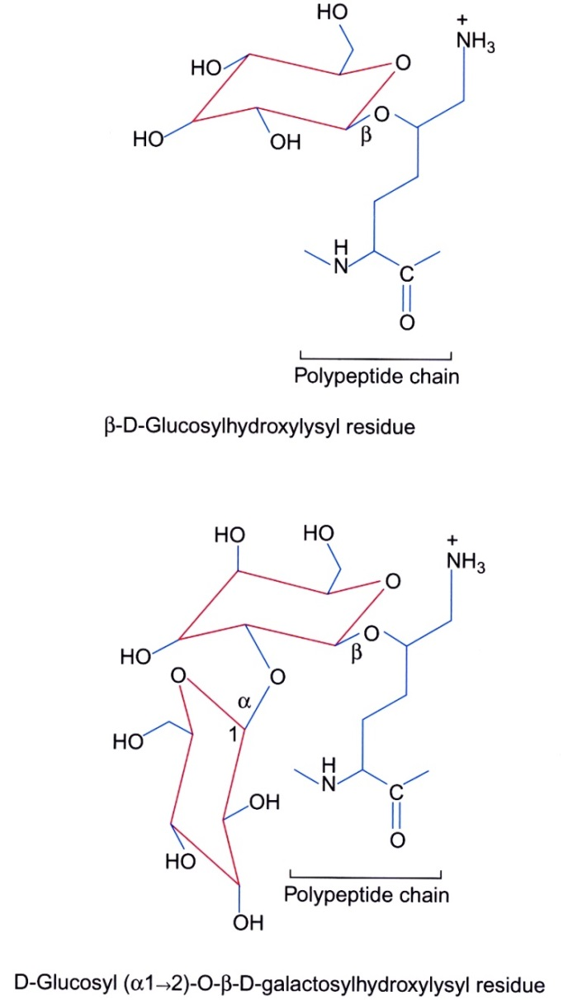 HO
+
NH3
HO
O
O
β
HO
OH
H
N
C
O
Polypeptide chain
β-D-Glucosylhydroxylysyl residue
HO
HO
+
NH3
O
O
β
HO
O
O
α
1
HO
OH
H
N
C
HO
O
Polypeptide chain
OH
D-Glucosyl (α1→2)-O-β-D-galactosylhydroxylysyl residue